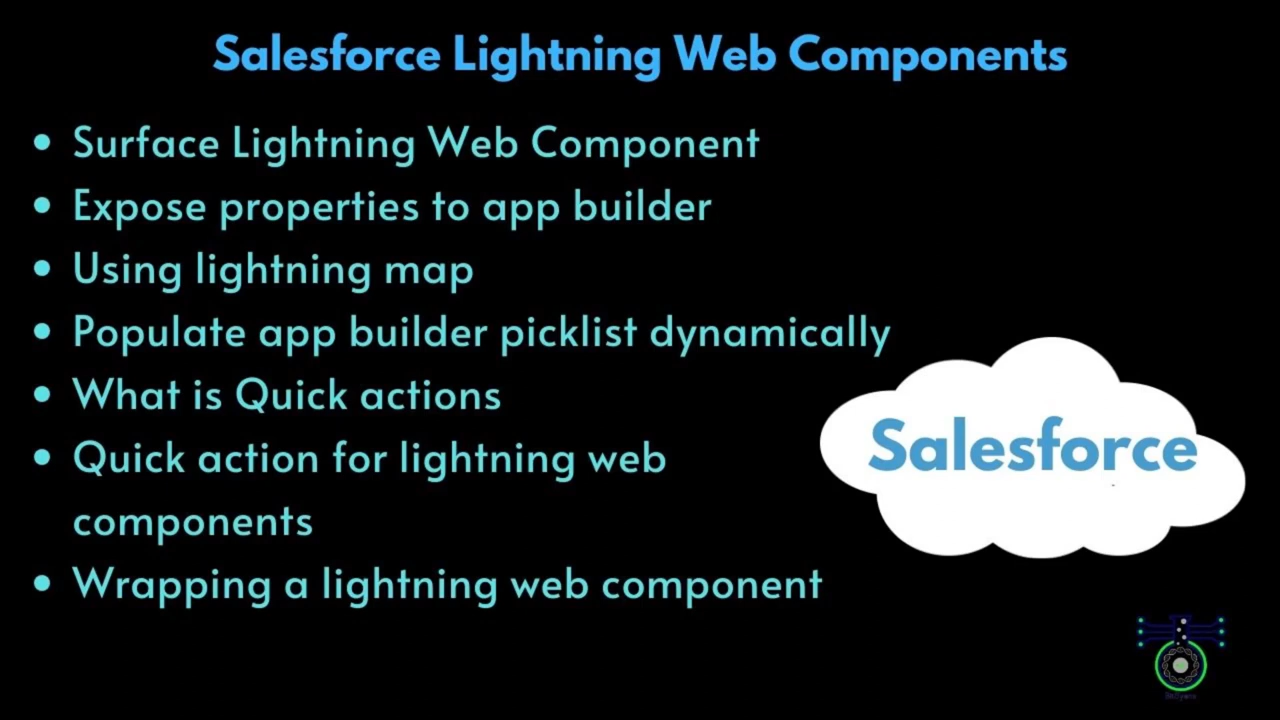 Salesforce Lightning Web Components
• Surface Lightning Web Component
• Expose properties to app builder
• Using lightning map
• Populate app builder picklist dynamically
• What is Quick actions
• Quick action for lightning web
components
• Wrapping a lightning web component
Salesforce